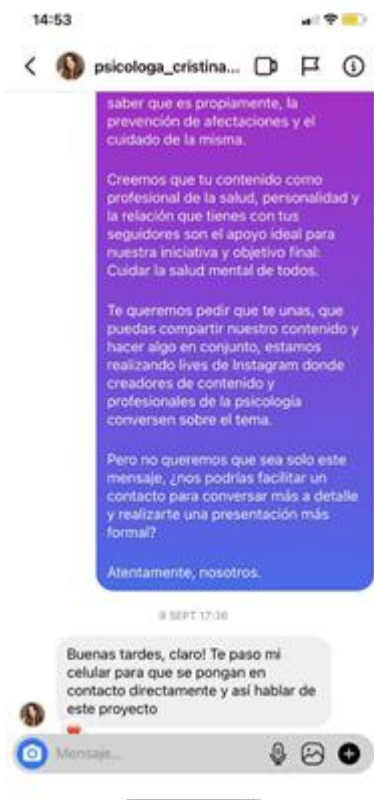 14:53
psicologa_cristina...
saber que es propiamente, la
prevención de afectaciones y el
cuidado de la misma.
Creemos que tu contenido como
profesional de la salud, personalidad y
la relación que tienes con tus
seguidores son el apoyo ideal para
nuestra iniciativa y objetivo final:
Cuidar la salud mental de todos.
Te queremos pedir que te unas, que
puedas compartir nuestro contenido y
hacer algo en conjunto, estamos
realizando lives de Instagram donde
creadores de contenido y
profesionales de la psicología
conversen sobre el tema.
Pero no queremos que sea solo este
mensaje, ¿nos podrías facilitar un
contacto para conversar más a detalle
y realizarte una presentación más
formal?
Atentamente, nosotros.
SEPT 17:36
Buenas tardes, claro! Te paso mi
celular para que se pongan en
contacto directamente y así hablar de
este proyecto
Mensaje...